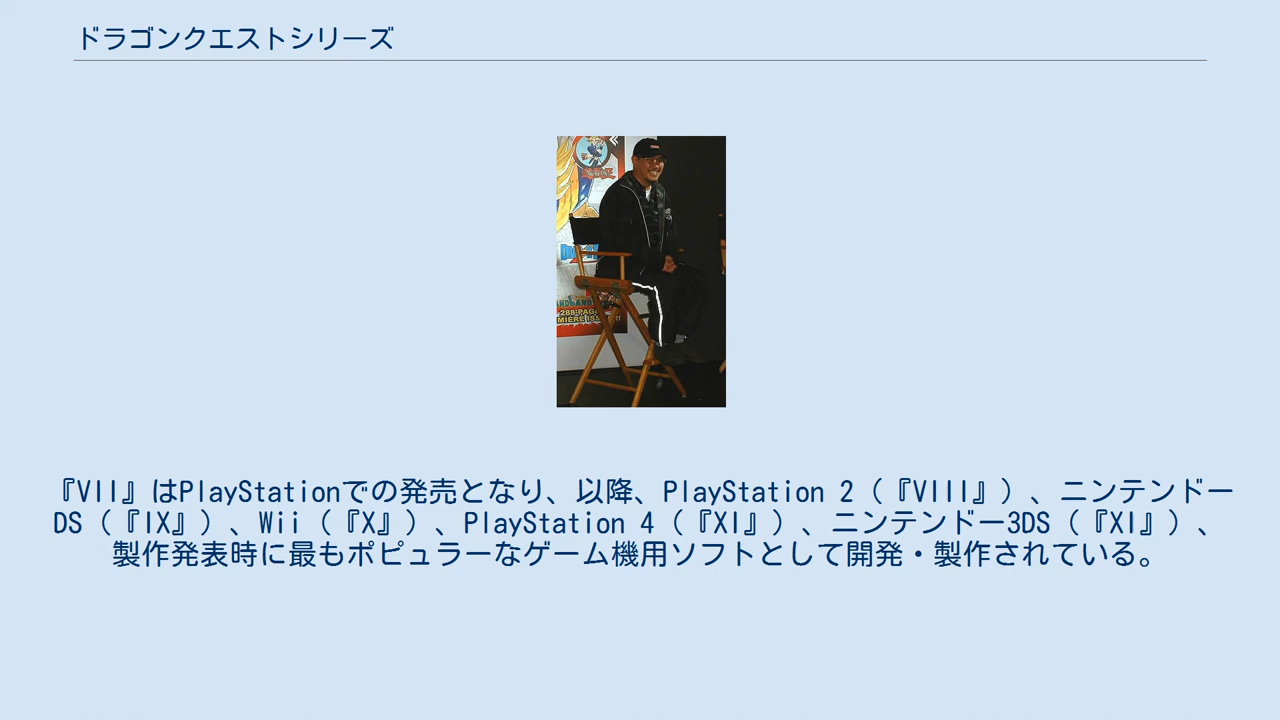 ドラゴンクエストシリーズ
288-PAG
『VII』はPlayStationでの発売となり、以降、PlayStation 2（『VIII』）、ニンテンドー
DS（『IX』）、Wii（『X』）、PlayStation 4（『XI』）、ニンテンドー3DS（『XI』）、
製作発表時に最もポピュラーなゲーム機用ソフトとして開発・製作されている。